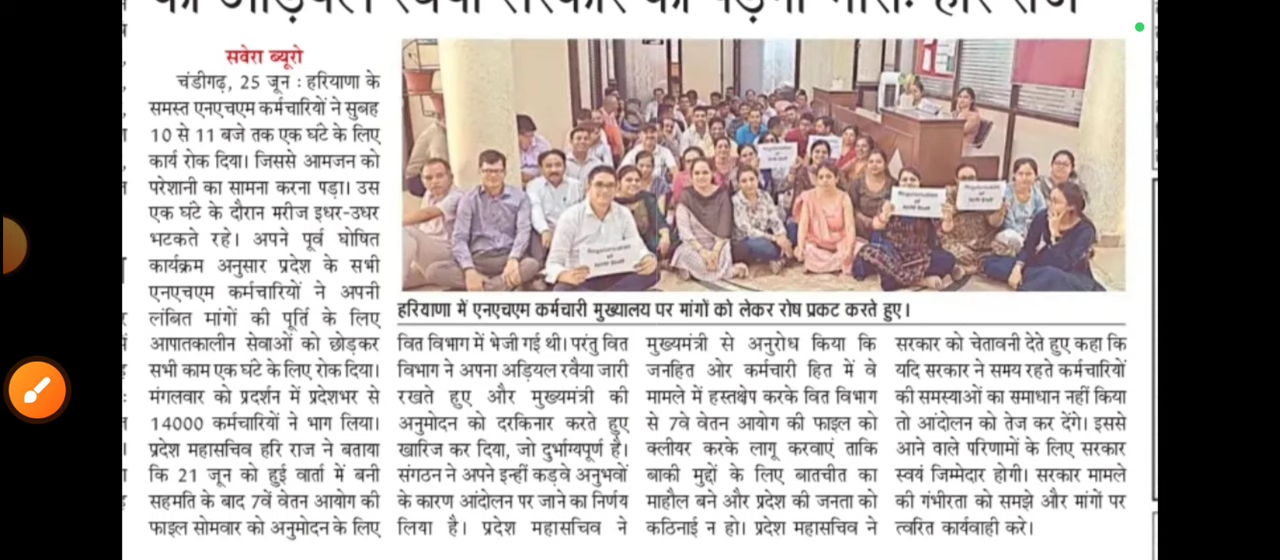 सवेरा ब्यूरो
चंडीगढ़, 25 जून : हरियाणा के
समस्त एनएचएम कर्मचारियों ने सुबह
10 से 11 बजे तक एक घंटे के लिए
कार्य रोक दिया। जिससे आमजन को
परेशानी का सामना करना पड़ा। उस
एक घंटे के दौरान मरीज इधर-उधर
भटकते रहे। अपने पूर्व घोषित
कार्यक्रम अनुसार प्रदेश के सभी
एनएचएम कर्मचारियों ने अपनी
लंबित मांगों की पूर्ति के लिए
आपातकालीन सेवाओं को छोड़कर
सभी काम एक घंटे के लिए रोक दिया।
मंगलवार को प्रदर्शन में प्रदेशभर से
14000 कर्मचारियों ने भाग लिया।
प्रदेश महासचिव हरि राज ने बताया
कि 21 जून को हुई वार्ता में बनी
सहमति के बाद 7वें वेतन आयोग की
फाइल सोमवार को अनुमोदन के लिए
Regularisation
of
NHM Staff
हरियाणा में एनएचएम कर्मचारी मुख्यालय पर मांगों को लेकर रोष प्रकट करते हुए।
वित विभाग में भेजी गई थी। परंतु वित
विभाग ने अपना अड़ियल रवैया जारी
रखते हुए और मुख्यमंत्री की
अनुमोदन को दरकिनार करते हुए
खारिज कर दिया, जो दुर्भाग्यपूर्ण है।
संगठन ने अपने इन्हीं कड़वे अनुभवों
के कारण आंदोलन पर जाने का निर्णय
लिया है। प्रदेश महासचिव ने
मुख्यमंत्री से अनुरोध किया कि
जनहित ओर कर्मचारी हित में वे
मामले में हस्तक्षेप करके वित विभाग
से 7वे वेतन आयोग की फाइल को
क्लीयर करके लागू करवाएं ताकि
बाकी मुद्दों के लिए बातचीत का
माहौल बने और प्रदेश की जनता को
कठिनाई न हो। प्रदेश महासचिव ने
सरकार को चेतावनी देते हुए कहा कि
यदि सरकार ने समय रहते कर्मचारियों
की समस्याओं का समाधान नहीं किया
तो आंदोलन को तेज कर देंगे। इससे
आने वाले परिणामों के लिए सरकार
स्वयं जिम्मेदार होगी। सरकार मामले
की गंभीरता को समझे और मांगों पर
त्वरित कार्यवाही करे।